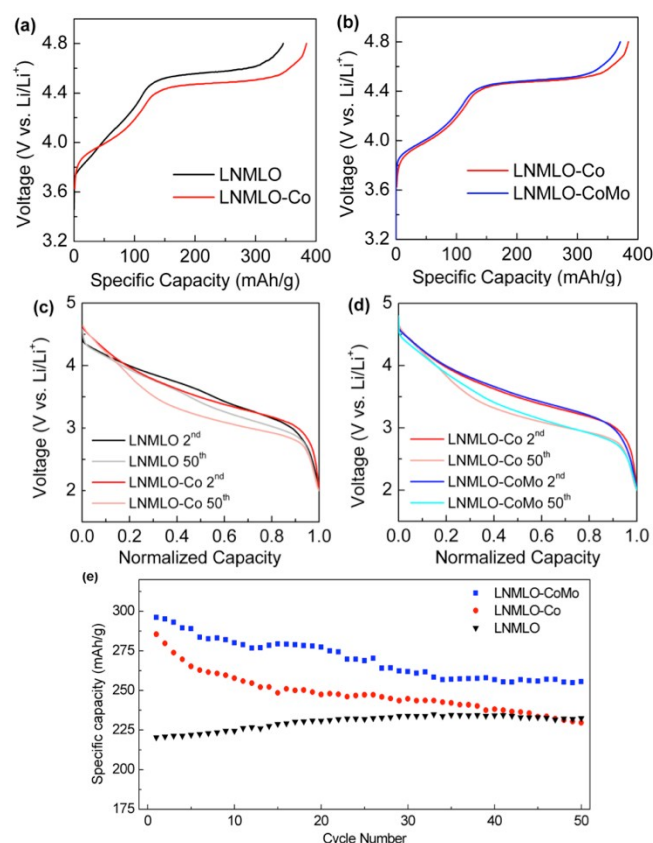 (a)
4.8
4.4
4.0
3.6
3.2
Voltage (V vs. Li/Li⁺)
LNMLO
LNMLO-Co
0 100 200 300 400
Specific Capacity (mAh/g)
(b)
4.8
4.4
4.0
3.6
3.2
Voltage (V vs. Li/Li⁺)
LNMLO-Co
LNMLO-CoMo
0 100 200 300 400
Specific Capacity (mAh/g)
(c)
5
4
3
2
Voltage (V vs. Li/Li⁺)
LNMLO 2ⁿᵈ
LNMLO 50ᵗʰ
LNMLO-Co 2ⁿᵈ
LNMLO-Co 50ᵗʰ
0.0 0.2 0.4 0.6 0.8 1.0
Normalized Capacity
(d)
5
4
3
2
Voltage (V vs. Li/Li⁺)
LNMLO-Co 2ⁿᵈ
LNMLO-Co 50ᵗʰ
LNMLO-CoMo 2ⁿᵈ
LNMLO-CoMo 50ᵗʰ
0.0 0.2 0.4 0.6 0.8 1.0
Normalized Capacity
(e)
300
275
250
225
200
175
Specific capacity (mAh/g)
LNMLO-CoMo
LNMLO-Co
LNMLO
0 10 20 30 40 50
Cycle Number